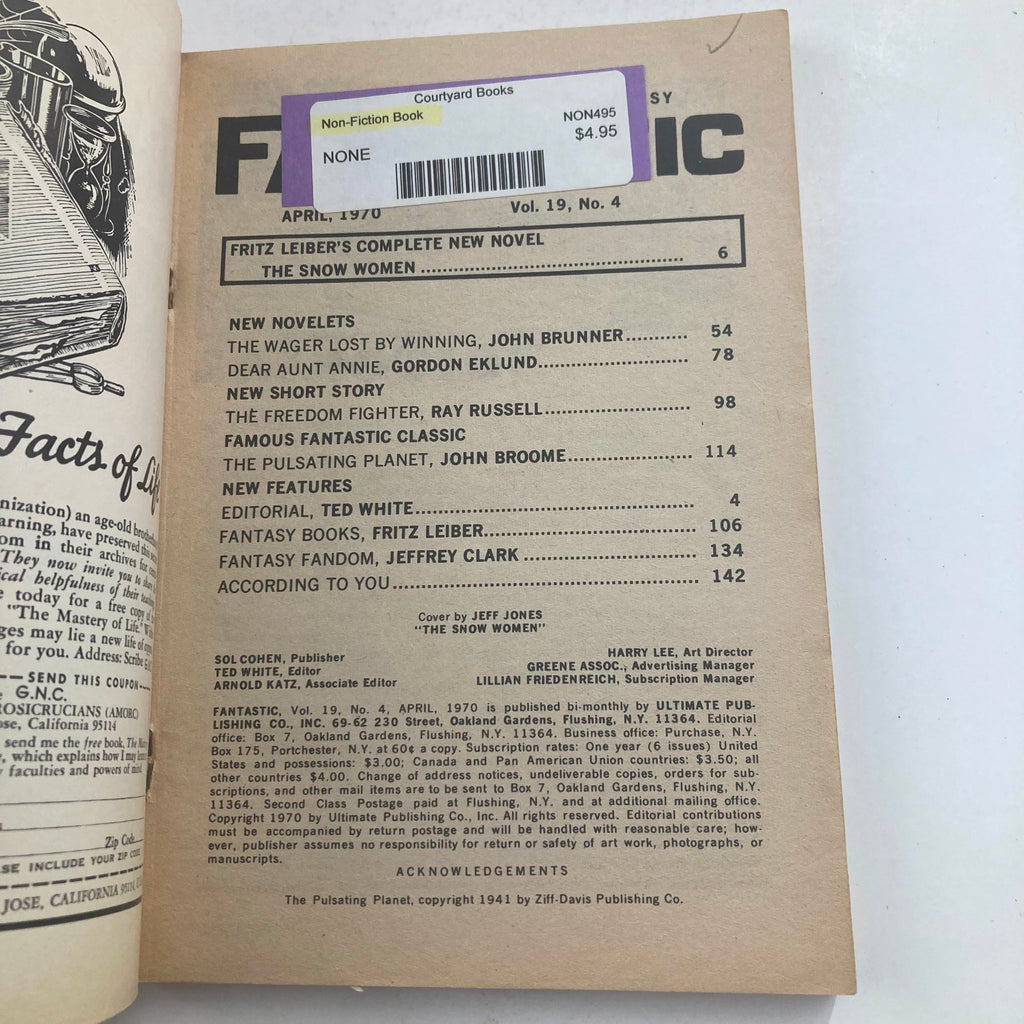 Facts of Life
nization) an age-old
arning, have preserved
om in their archives for
They now invite you to
ical helpfulness of their
e today for a free copy of
"The Mastery of Life."
ges may lie a new life of
for you. Address: Scribe G.N.C.
SEND THIS COUPON
G.N.C.
ROSICRUCIANS (AMORC)
ose, California 95114
send me the free book, The
, which explains how I may
faculties and powers of mind.
Zip Code
SE INCLUDE YOUR ZIP CODE
JOSE, CALIFORNIA 95114,
Courtyard Books
Non-Fiction Book
NON495
$4.95
NONE
SY
FA IC
APRIL, 1970 Vol. 19, No. 4
FRITZ LEIBER'S COMPLETE NEW NOVEL
THE SNOW WOMEN ........ 6
NEW NOVELETS
THE WAGER LOST BY WINNING, JOHN BRUNNER........ 54
DEAR AUNT ANNIE, GORDON EKLUND........ 78
NEW SHORT STORY
THE FREEDOM FIGHTER, RAY RUSSELL........ 98
FAMOUS FANTASTIC CLASSIC
THE PULSATING PLANET, JOHN BROOME........ 114
NEW FEATURES
EDITORIAL, TED WHITE........ 4
FANTASY BOOKS, FRITZ LEIBER........ 106
FANTASY FANDOM, JEFFREY CLARK ........ 134
ACCORDING TO YOU........ 142
Cover by JEFF JONES
"THE SNOW WOMEN"
SOL COHEN, Publisher
TED WHITE, Editor
ARNOLD KATZ, Associate Editor
HARRY LEE, Art Director
GREENE ASSOC., Advertising Manager
LILLIAN FRIEDENREICH, Subscription Manager
FANTASTIC, Vol. 19, No. 4, APRIL, 1970 is published bi-monthly by ULTIMATE PUB-
LISHING CO., INC. 69-62 230 Street, Oakland Gardens, Flushing, N.Y. 11364. Editorial
office: Box 7, Oakland Gardens, Flushing, N.Y. 11364. Business office: Purchase, N.Y.
Box 175, Portchester, N.Y. at 60¢ a copy. Subscription rates: One year (6 issues) United
States and possessions: $3.00; Canada and Pan American Union countries: $3.50; all
other countries $4.00. Change of address notices, undeliverable copies, orders for sub-
scriptions, and other mail items are to be sent to Box 7, Oakland Gardens, Flushing, N.Y.
11364. Second Class Postage paid at Flushing, N.Y. and at additional mailing office.
Copyright 1970 by Ultimate Publishing Co., Inc. All rights reserved. Editorial contributions
must be accompanied by return postage and will be handled with reasonable care; how-
ever, publisher assumes no responsibility for return or safety of art work, photographs, or
manuscripts.
ACKNOWLEDGEMENTS
The Pulsating Planet, copyright 1941 by Ziff-Davis Publishing Co.